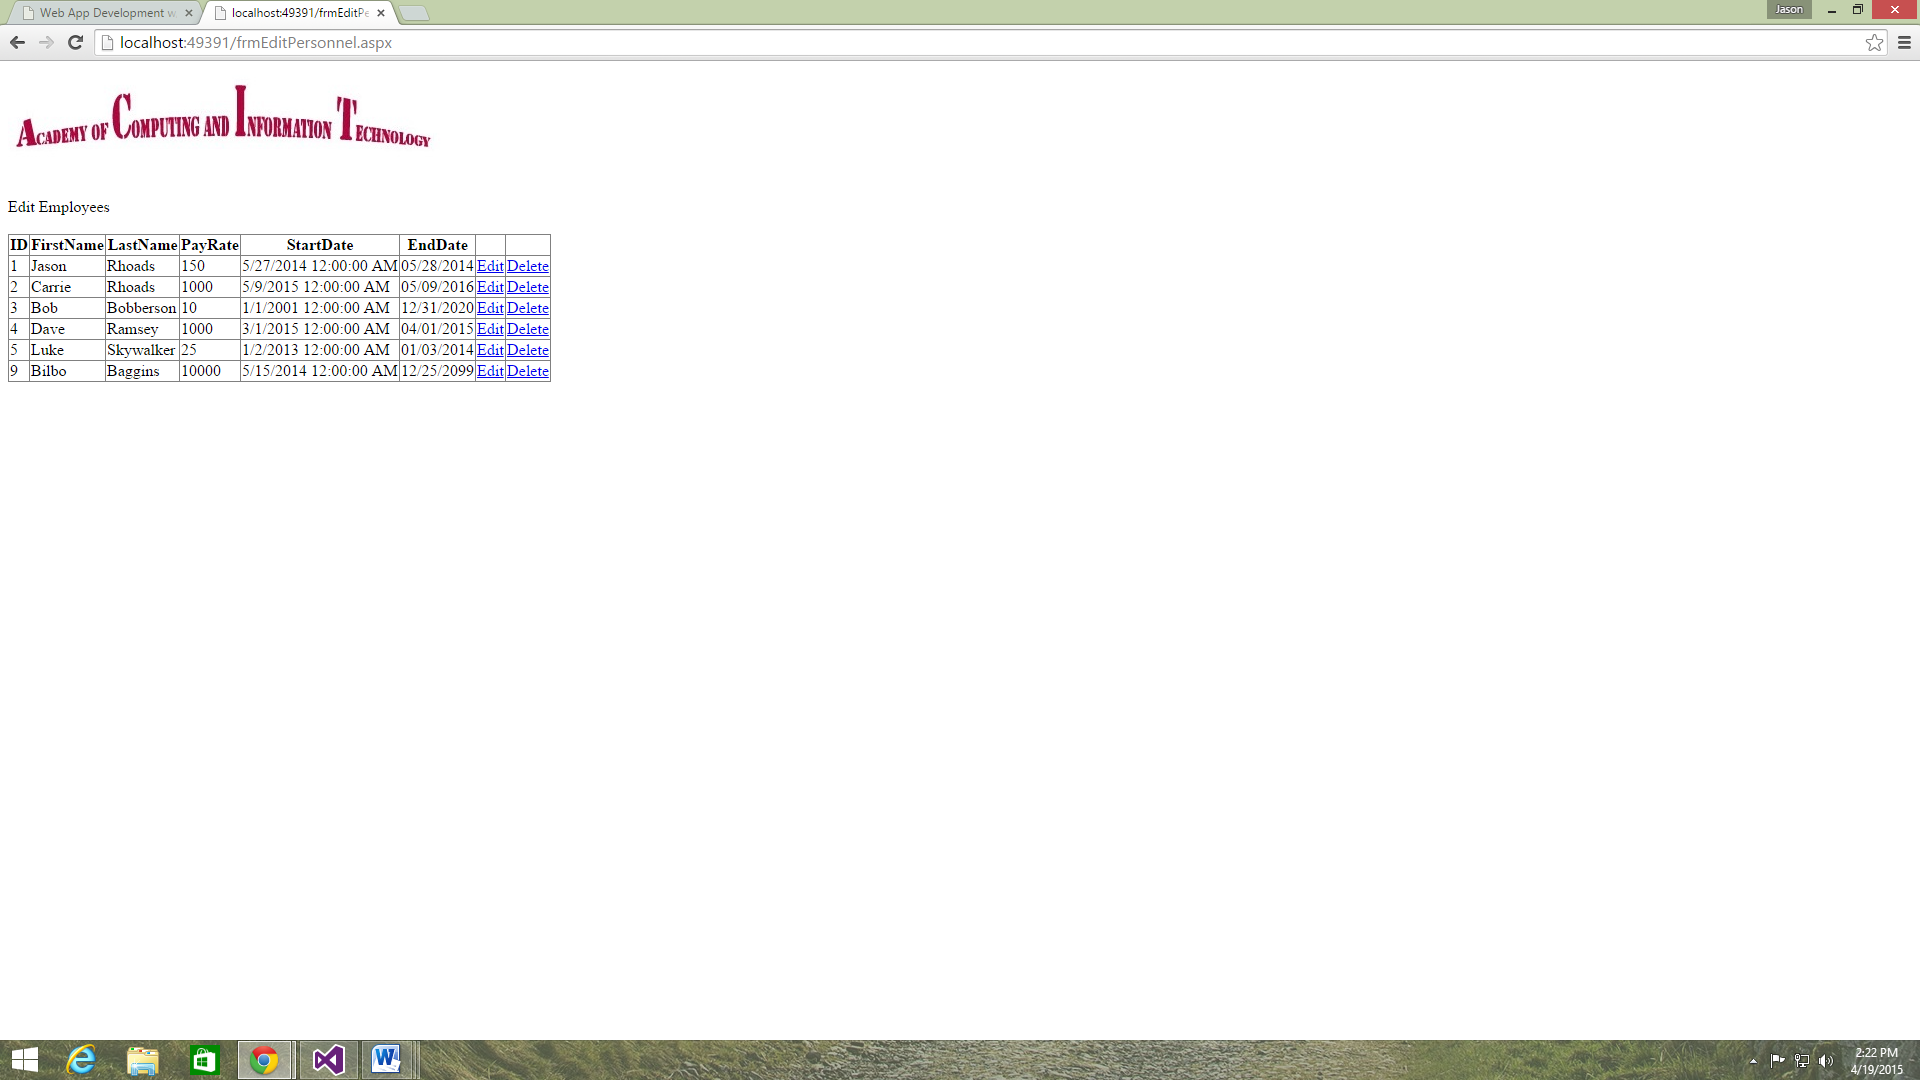 Web App Development w
localhost:49391/frmEditPe
Jason
localhost:49391/frmEditPersonnel.aspx
ACADEMY OF COMPUTING AND INFORMATION TECHNOLOGY
Edit Employees
ID FirstName LastName PayRate StartDate EndDate
1 Jason Rhoads 150 5/27/2014 12:00:00 AM 05/28/2014 Edit Delete
2 Carrie Rhoads 1000 5/9/2015 12:00:00 AM 05/09/2016 Edit Delete
3 Bob Bobberson 10 1/1/2001 12:00:00 AM 12/31/2020 Edit Delete
4 Dave Ramsey 1000 3/1/2015 12:00:00 AM 04/01/2015 Edit Delete
5 Luke Skywalker 25 1/2/2013 12:00:00 AM 01/03/2014 Edit Delete
9 Bilbo Baggins 10000 5/15/2014 12:00:00 AM 12/25/2099 Edit Delete
2:22 PM
4/19/2015